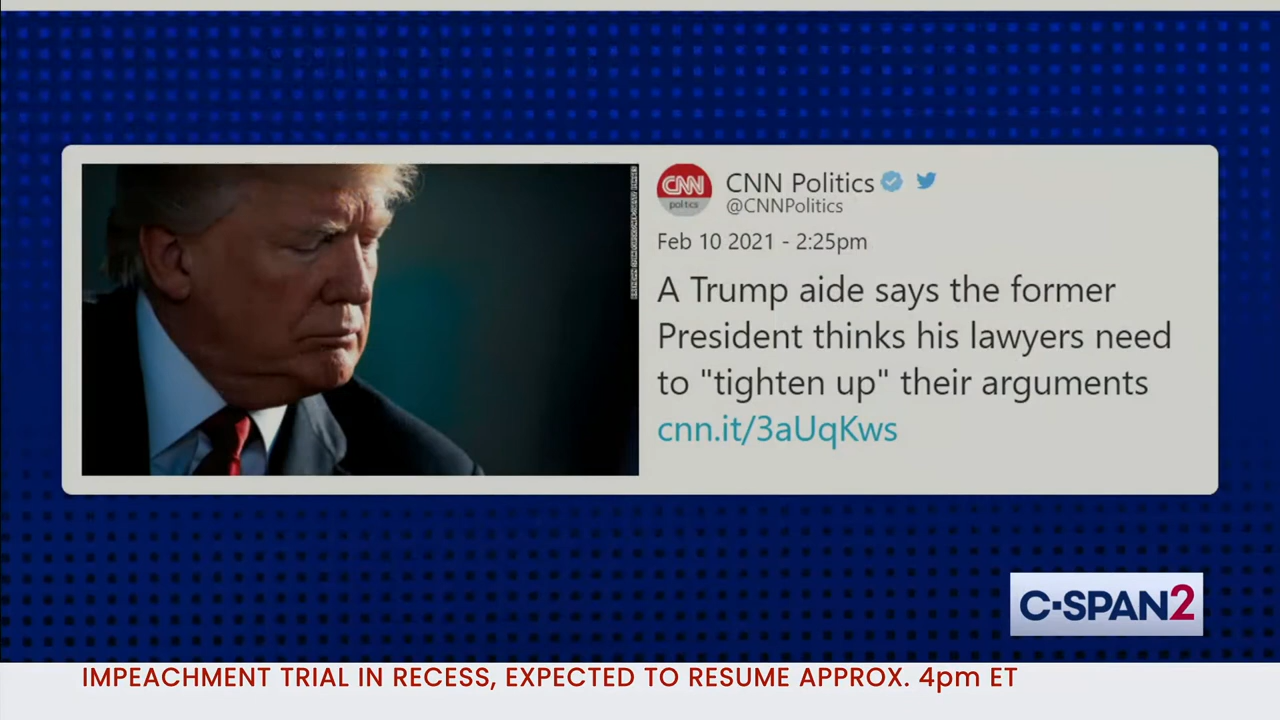 CNN
politics
CNN Politics
@CNNPolitics
Feb 10 2021 - 2:25pm
A Trump aide says the former
President thinks his lawyers need
to "tighten up" their arguments
cnn.it/3aUqKws
C-SPAN2
IMPEACHMENT TRIAL IN RECESS, EXPECTED TO RESUME APPROX. 4pm ET